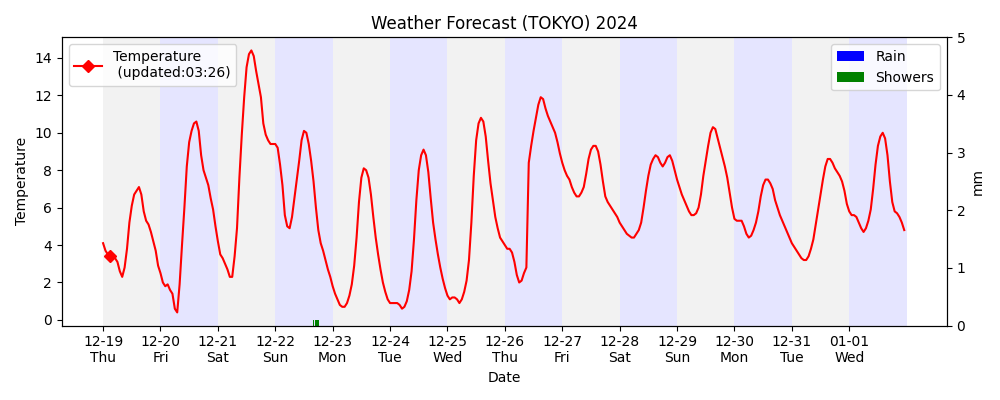 Weather Forecast (TOKYO) 2024
Temperature
(updated:03:26)
Rain
Showers
Temperature
14
12
10
8
6
4
2
0
5
4
3
2
1
0
mm
12-19 12-20 12-21 12-22 12-23 12-24 12-25 12-26 12-27 12-28 12-29 12-30 12-31 01-01
Thu Fri Sat Sun Mon Tue Wed Thu Fri Sat Sun Mon Tue Wed
Date